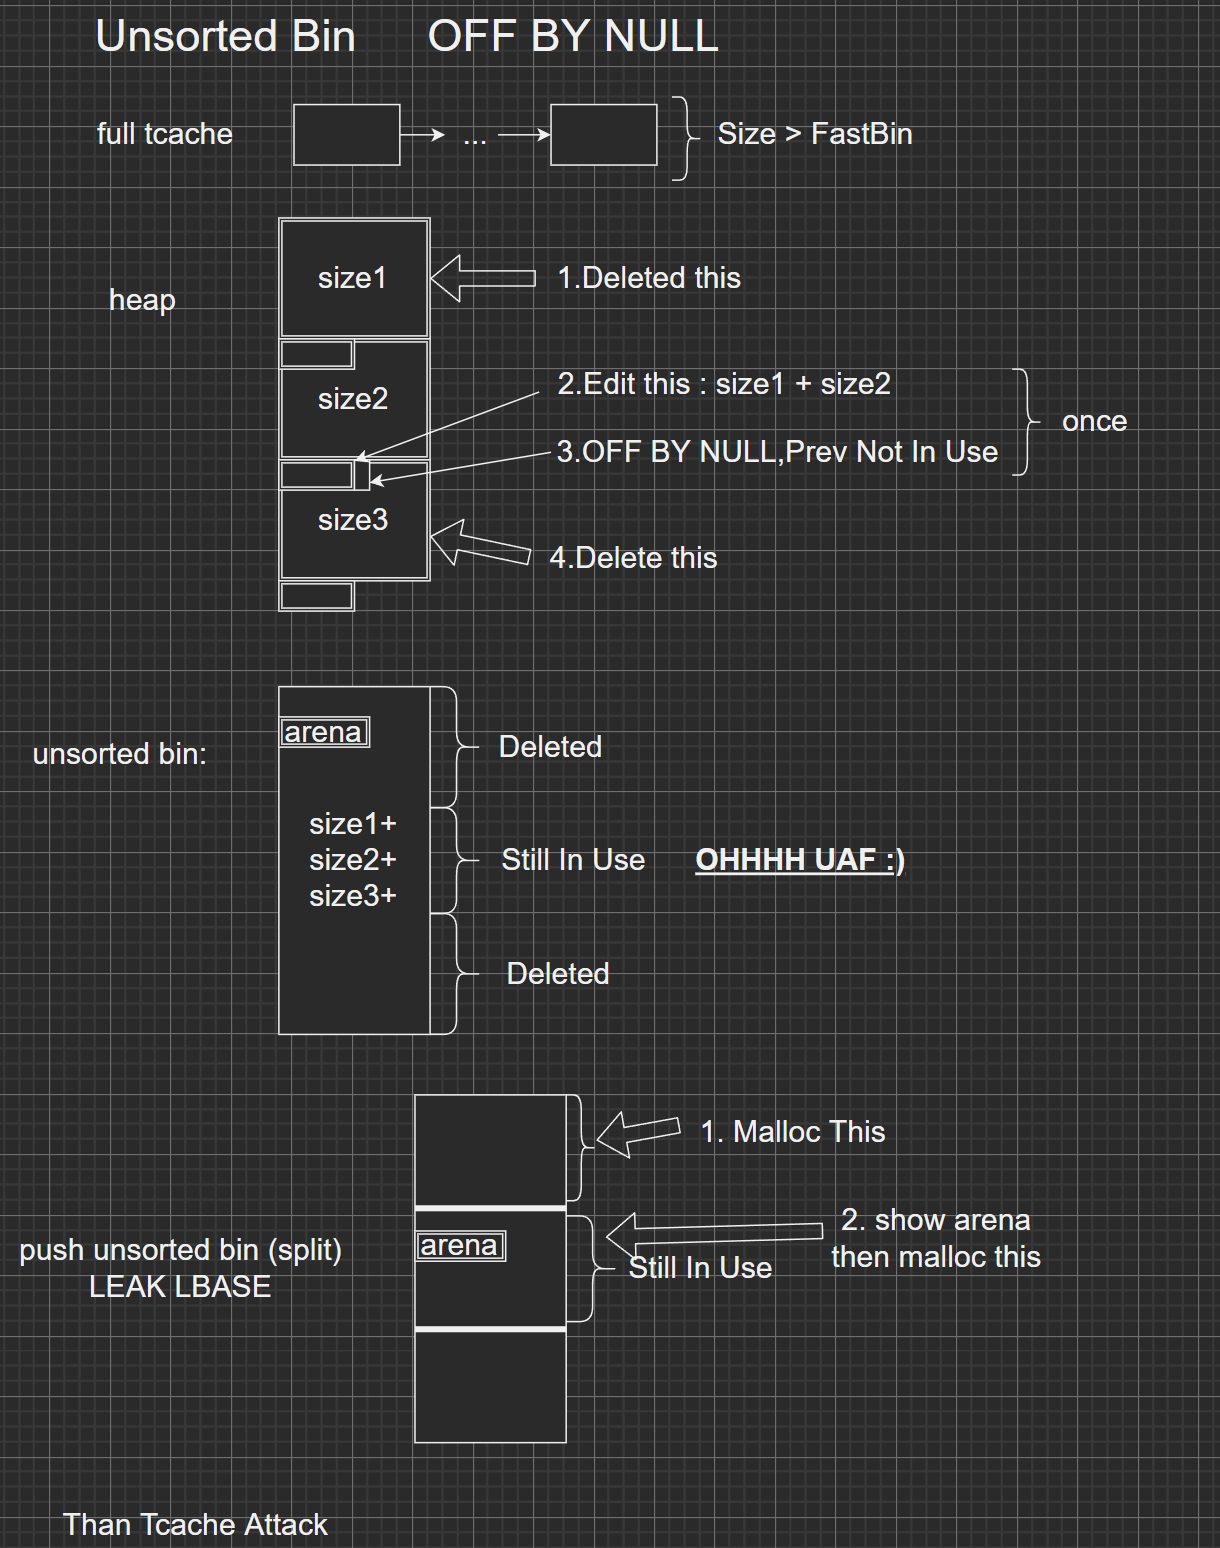 Unsorted Bin OFF BY NULL
full tcache ... Size > FastBin
size1 1.Deleted this
heap
2.Edit this : size1 + size2
size2
once
3.OFF BY NULL,Prev Not In Use
size3
4.Delete this
arena
unsorted bin: Deleted
size1+
size2+ Still In Use OHHHH UAF :)
size3+
Deleted
1. Malloc This
2. show arena
then malloc this
arena
push unsorted bin (split)
Still In Use
LEAK LBASE
Than Tcache Attack